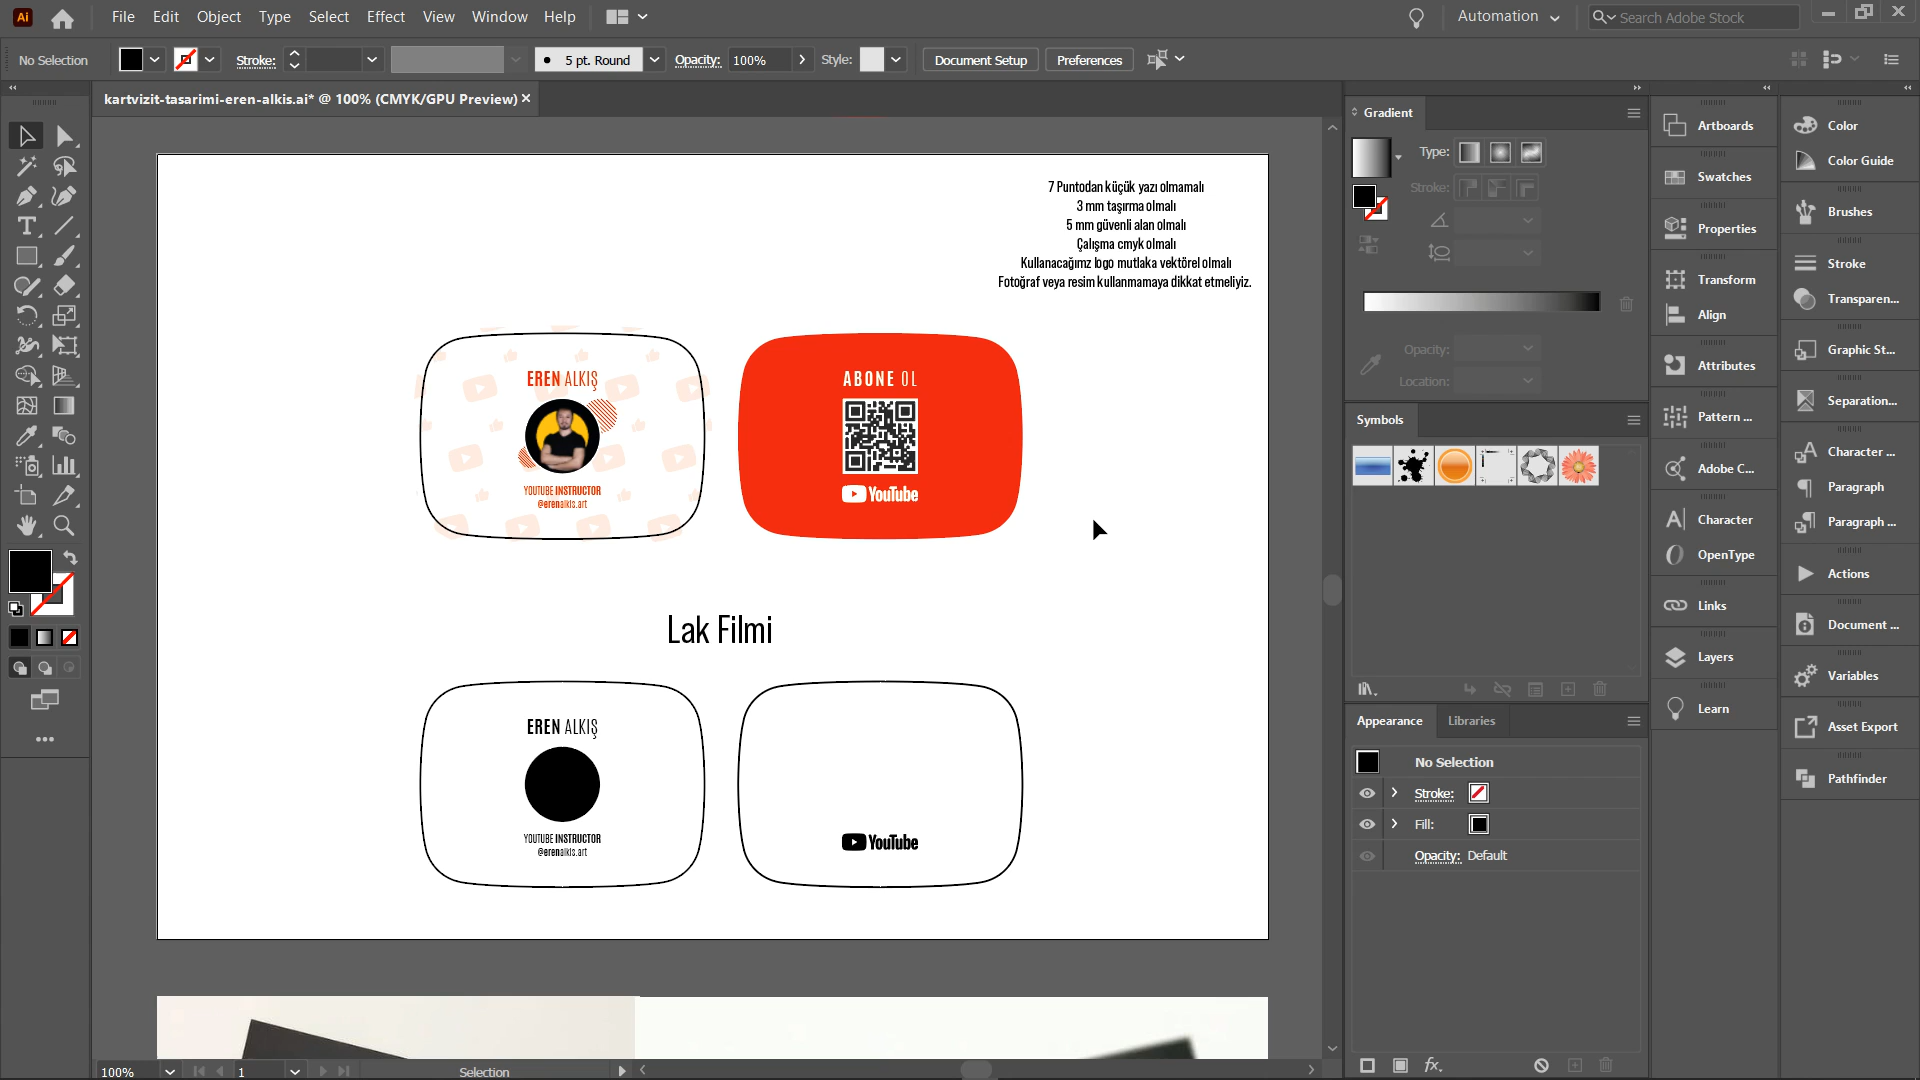 Ai File Edit Object Type Select Effect View Window Help Automation Search Adobe Stock
No Selection Stroke: 5 pt. Round Opacity: 100% Style: Document Setup Preferences
kartvizit-tasarimi-eren-alkis.ai* @ 100% (CMYK/GPU Preview)
7 Puntodan küçük yazı olmamalı
3 mm taşırma olmalı
5 mm güvenli alan olmalı
Çalışma cmyk olmalı
Kullanacağımz logo mutlaka vektörel olmalı
Fotoğraf veya resim kullanmamaya dikkat etmeliyiz.
EREN ALKIŞ
YOUTUBE INSTRUCTOR
@erenalkis.art
ABONE OL
YouTube
Lak Filmi
EREN ALKIŞ
YOUTUBE INSTRUCTOR
@erenalkis.art
YouTube
100% 1 Selection
Gradient
Type:
Stroke:
Opacity:
Location:
Symbols
Appearance Libraries
No Selection
Stroke:
Fill:
Opacity: Default
fx
Artboards
Swatches
Properties
Transform
Align
Attributes
Pattern ...
Adobe C...
Character
OpenType
Links
Layers
Learn
Color
Color Guide
Brushes
Stroke
Transparen...
Graphic St...
Separation...
Character ...
Paragraph
Paragraph ...
Actions
Document ...
Variables
Asset Export
Pathfinder